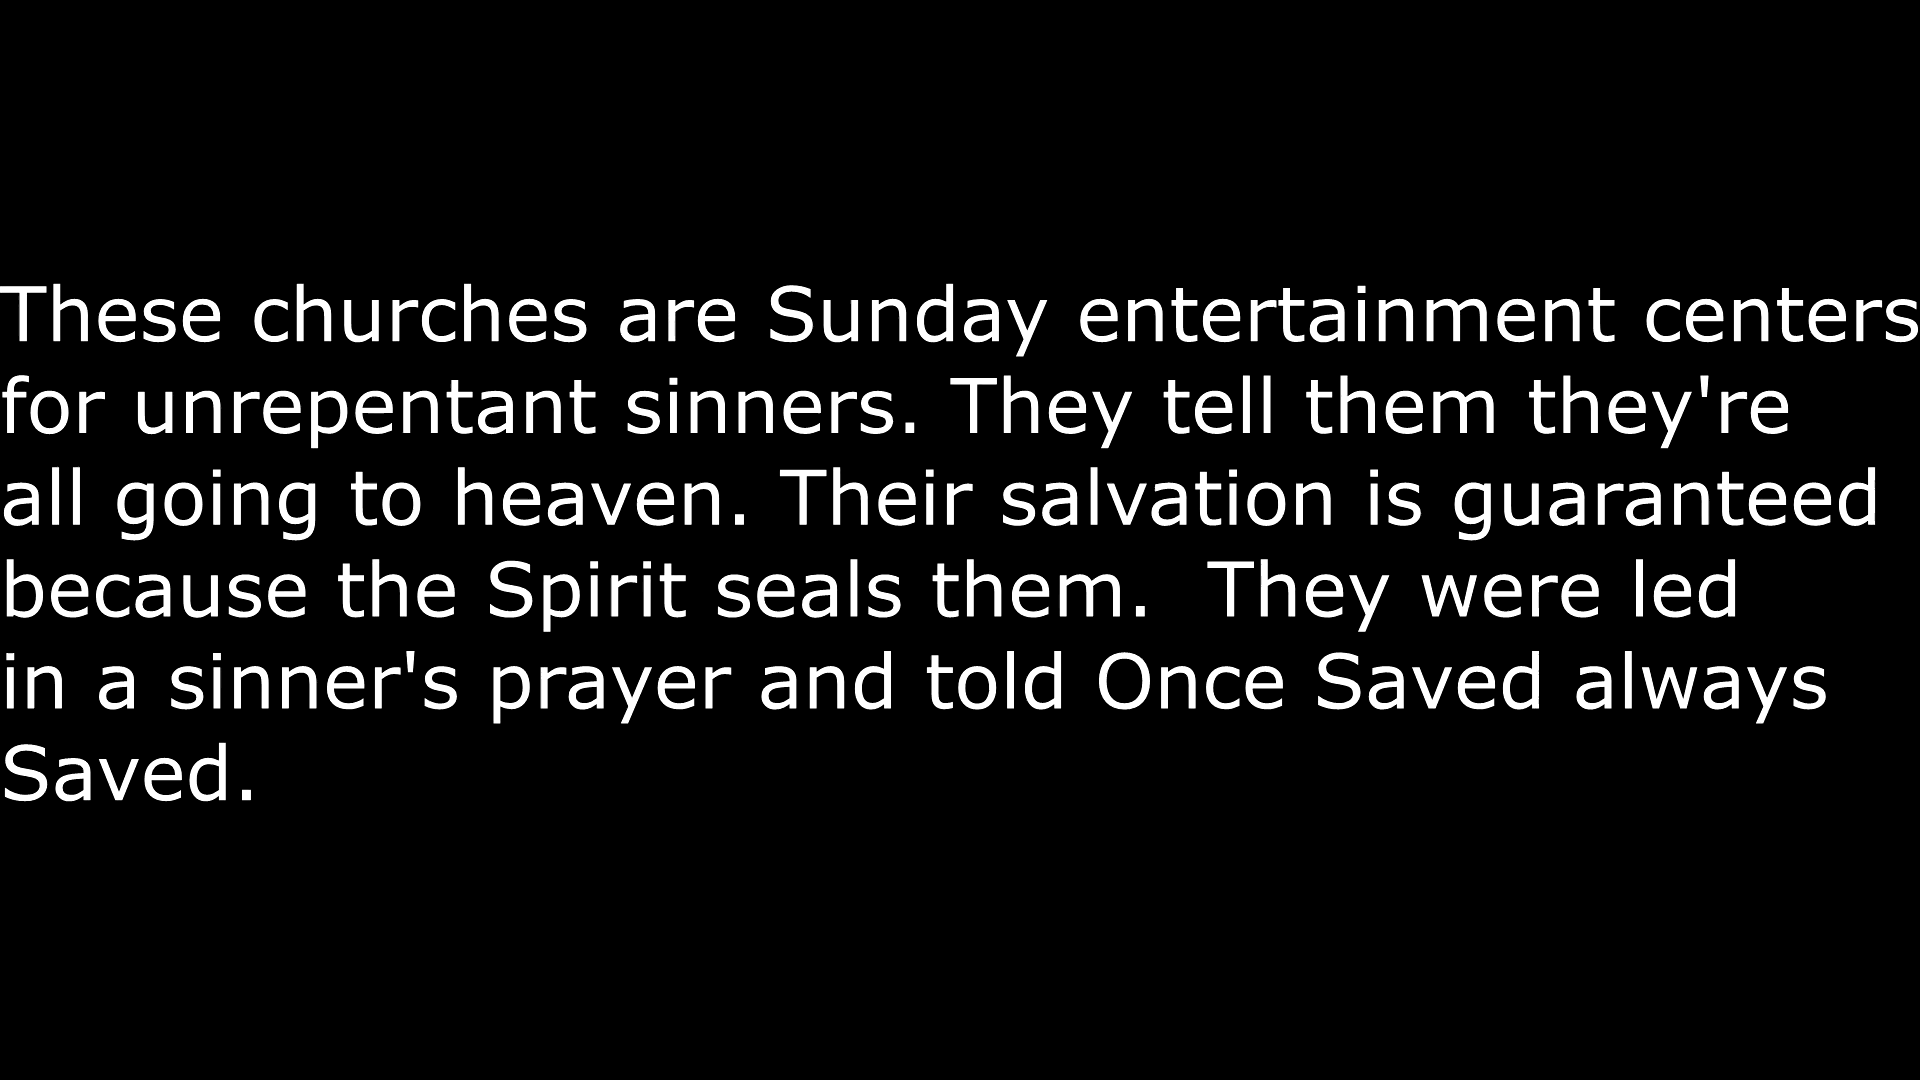 These churches are Sunday entertainment centers
for unrepentant sinners. They tell them they're
all going to heaven. Their salvation is guaranteed
because the Spirit seals them.  They were led
in a sinner's prayer and told Once Saved always
Saved.